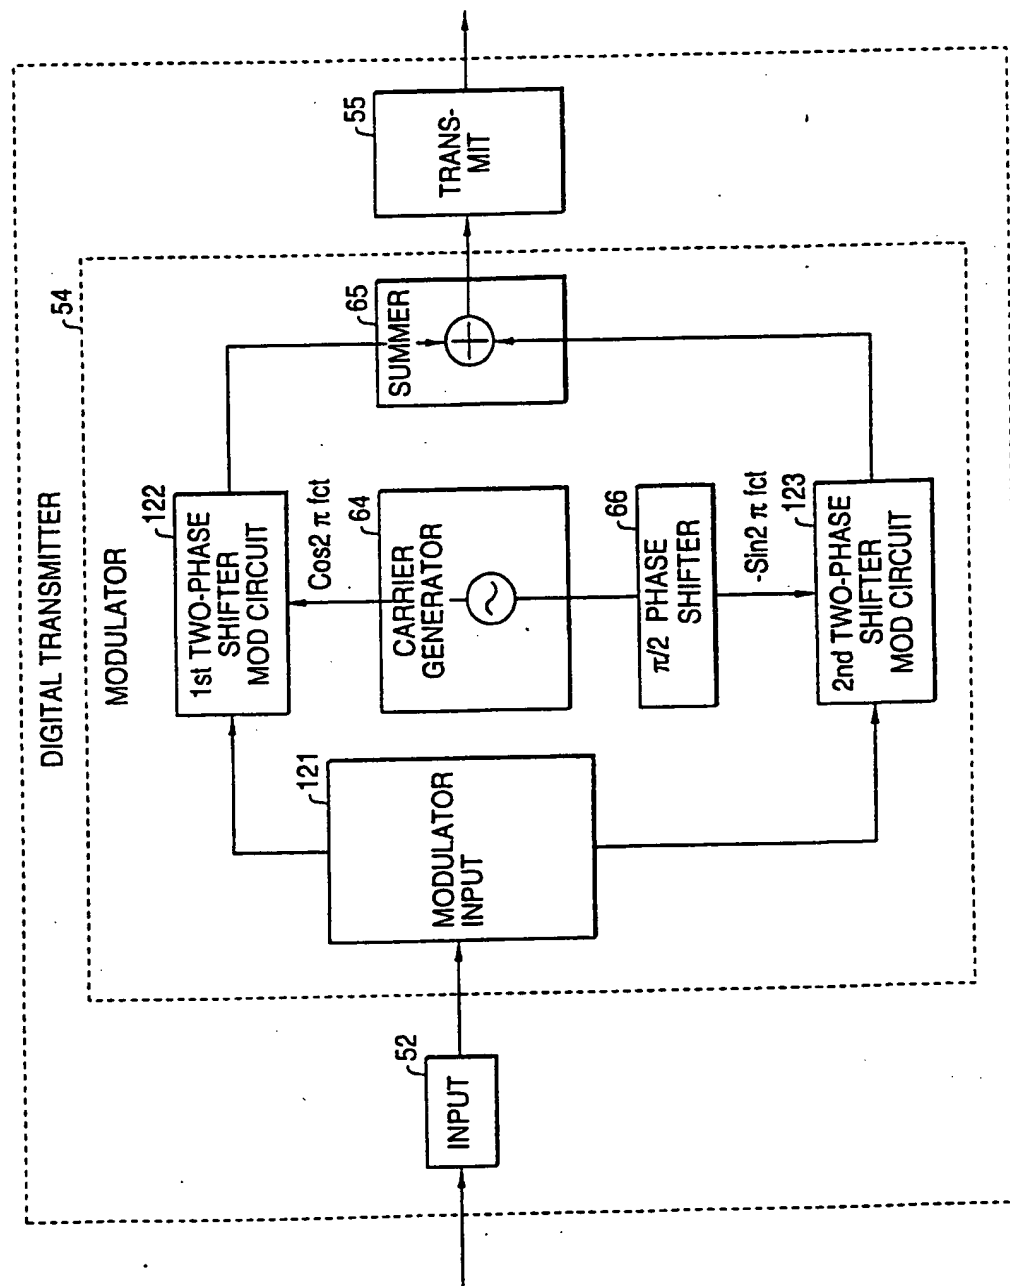 DIGITAL TRANSMITTER
54
MODULATOR
52
INPUT
121
MODULATOR
INPUT
122
1st TWO-PHASE
SHIFTER
MOD CIRCUIT
Cos2 π fct
64
CARRIER
GENERATOR
66
π/2 PHASE
SHIFTER
-Sin2 π fct
123
2nd TWO-PHASE
SHIFTER
MOD CIRCUIT
65
SUMMER
55
TRANS-
MIT